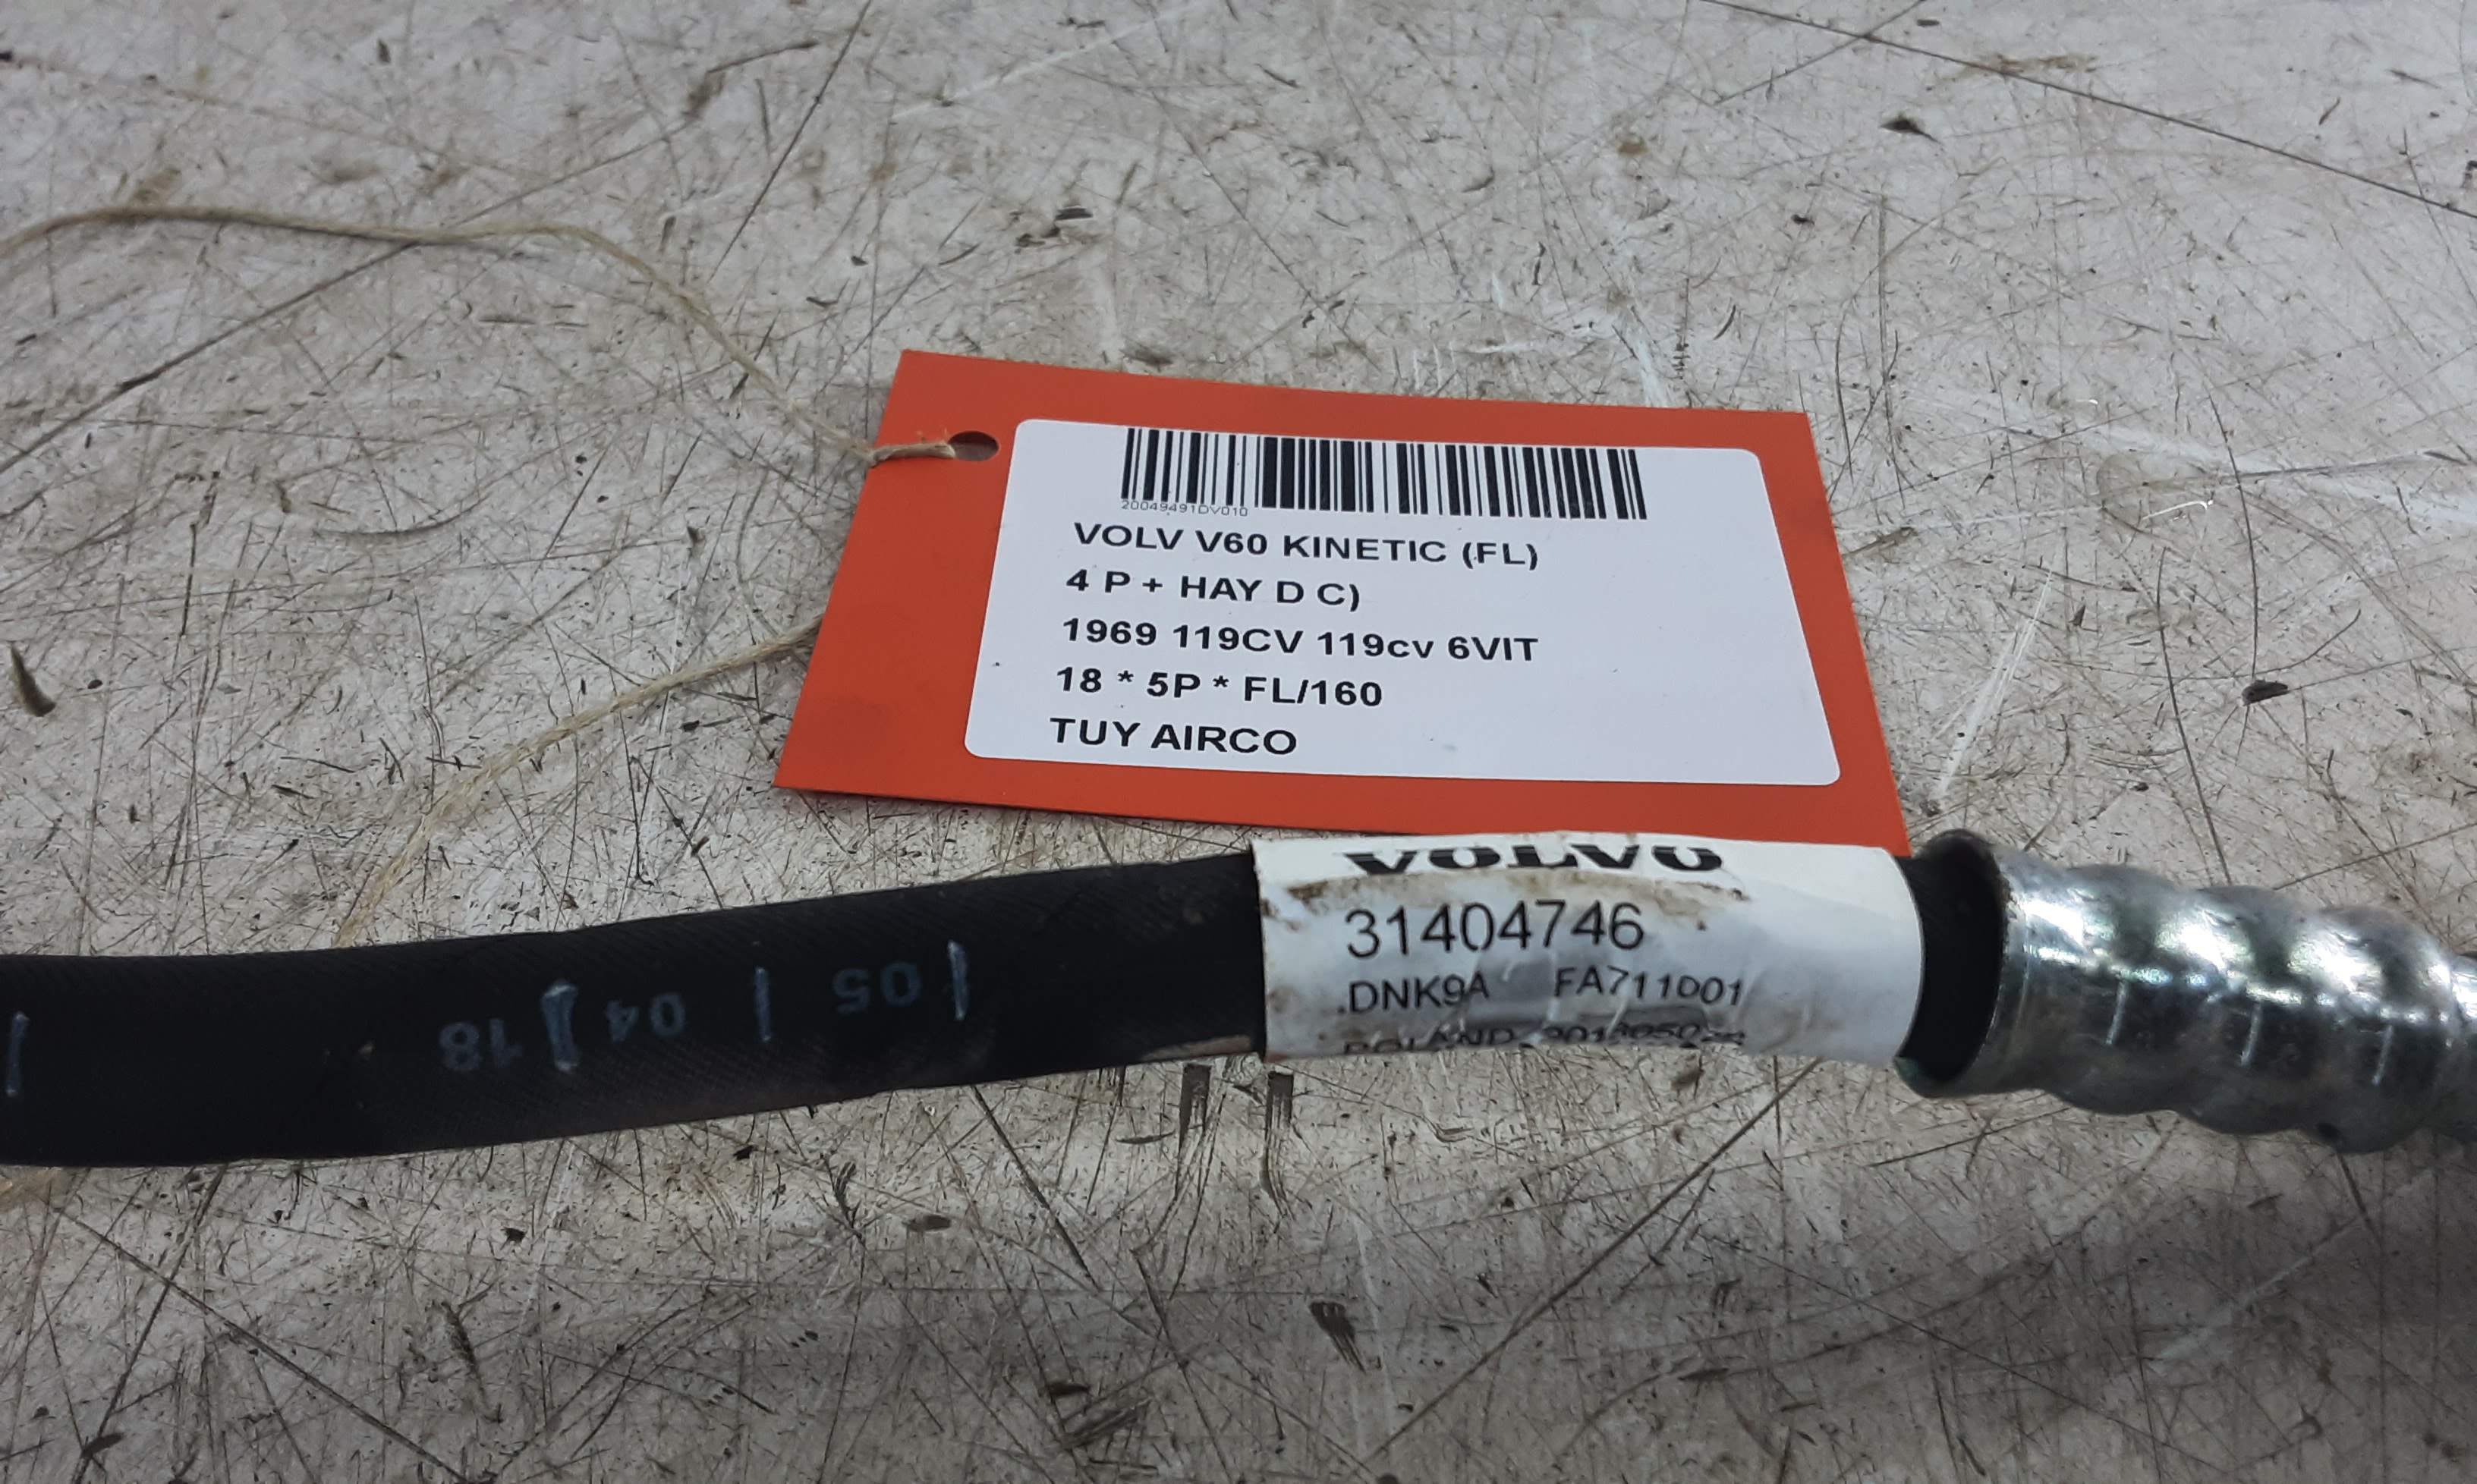 20049491DV010
VOLV V60 KINETIC (FL)
4 P + HAY D C)
1969 119CV 119cv 6VIT
18 * 5P * FL/160
TUY AIRCO
VOLVO
31404746
DNK9A FA711001
POLAND
18 04 05